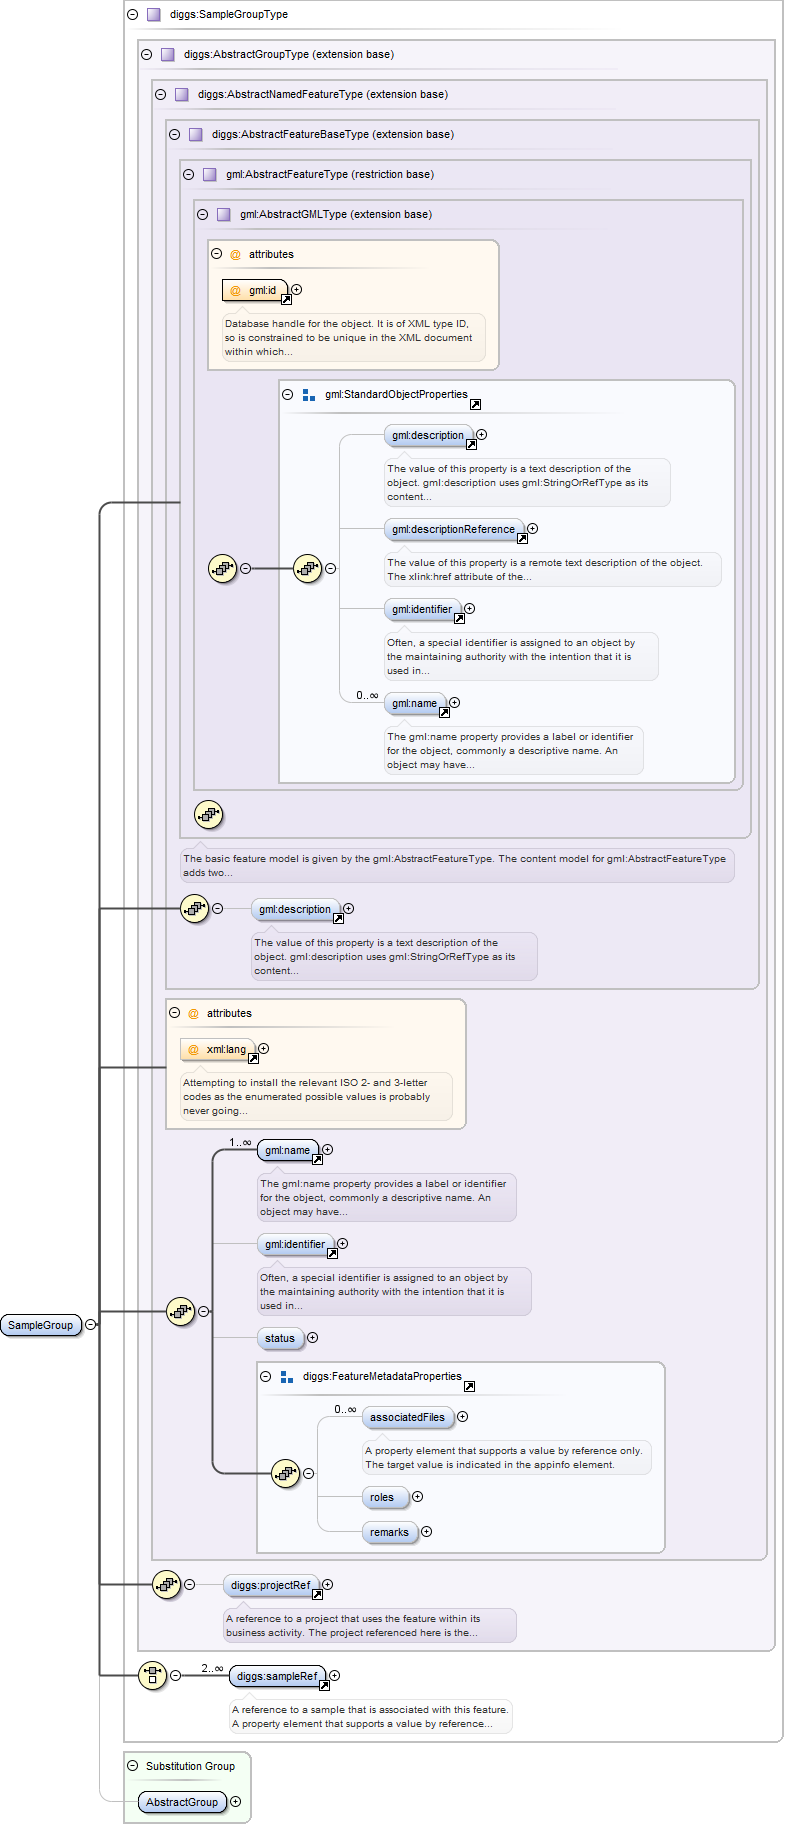 diggs:SampleGroupType
diggs:AbstractGroupType (extension base)
diggs:AbstractNamedFeatureType (extension base)
diggs:AbstractFeatureBaseType (extension base)
gml:AbstractFeatureType (restriction base)
gml:AbstractGMLType (extension base)
@ attributes
@ gml:id
Database handle for the object. It is of XML type ID,
so is constrained to be unique in the XML document
within which...
gml:StandardObjectProperties
gml:description
The value of this property is a text description of the
object. gml:description uses gml:StringOrRefType as its
content...
gml:descriptionReference
The value of this property is a remote text description of the object.
The xlink:href attribute of the...
gml:identifier
Often, a special identifier is assigned to an object by
the maintaining authority with the intention that it is
used in...
0..∞
gml:name
The gml:name property provides a label or identifier
for the object, commonly a descriptive name. An
object may have...
The basic feature model is given by the gml:AbstractFeatureType. The content model for gml:AbstractFeatureType
adds two...
gml:description
The value of this property is a text description of the
object. gml:description uses gml:StringOrRefType as its
content...
@ attributes
@ xml:lang
Attempting to install the relevant ISO 2- and 3-letter
codes as the enumerated possible values is probably
never going...
1..∞
gml:name
The gml:name property provides a label or identifier
for the object, commonly a descriptive name. An
object may have...
gml:identifier
Often, a special identifier is assigned to an object by
the maintaining authority with the intention that it is
used in...
SampleGroup
status
diggs:FeatureMetadataProperties
0..∞
associatedFiles
A property element that supports a value by reference only.
The target value is indicated in the appinfo element.
roles
remarks
diggs:projectRef
A reference to a project that uses the feature within its
business activity. The project referenced here is the...
2..∞
diggs:sampleRef
A reference to a sample that is associated with this feature.
A property element that supports a value by reference...
Substitution Group
AbstractGroup